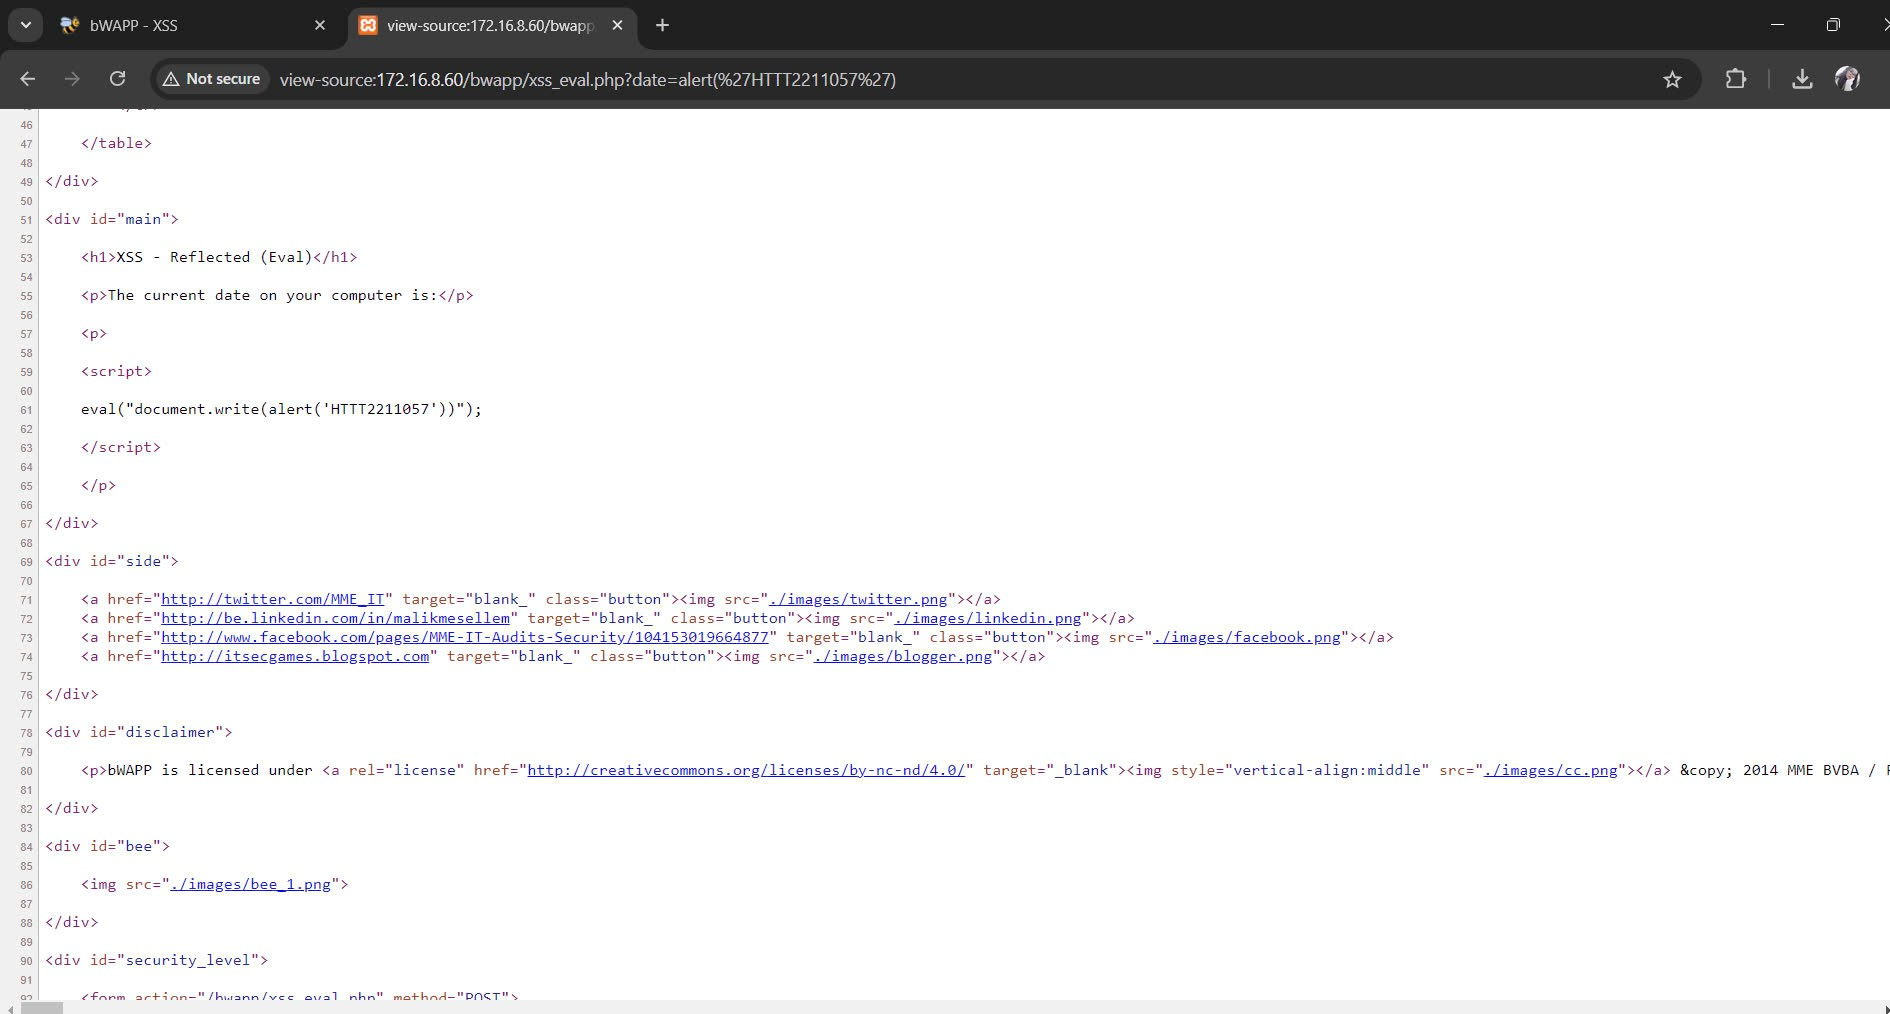 bWAPP - XSS
view-source:172.16.8.60/bwapp
Not secure
view-source:172.16.8.60/bwapp/xss_eval.php?date=alert(%27HTTT2211057%27)
46
47 </table>
48
49 </div>
50
51 <div id="main">
52
53 <h1>XSS - Reflected (Eval)</h1>
54
55 <p>The current date on your computer is:</p>
56
57 <p>
58
59 <script>
60
61 eval("document.write(alert('HTTT2211057'))");
62
63 </script>
64
65 </p>
66
67 </div>
68
69 <div id="side">
70
71 <a href="http://twitter.com/MME_IT" target="blank_" class="button"><img src="./images/twitter.png"></a>
72 <a href="http://be.linkedin.com/in/malikmesellem" target="blank_" class="button"><img src="./images/linkedin.png"></a>
73 <a href="http://www.facebook.com/pages/MME-IT-Audits-Security/104153019664877" target="blank_" class="button"><img src="./images/facebook.png"></a>
74 <a href="http://itsecgames.blogspot.com" target="blank_" class="button"><img src="./images/blogger.png"></a>
75
76 </div>
77
78 <div id="disclaimer">
79
80 <p>bWAPP is licensed under <a rel="license" href="http://creativecommons.org/licenses/by-nc-nd/4.0/" target="_blank"><img style="vertical-align:middle" src="./images/cc.png"></a> &copy; 2014 MME BVBA /
81
82 </div>
83
84 <div id="bee">
85
86 <img src="./images/bee_1.png">
87
88 </div>
89
90 <div id="security_level">
91
92 <form action="/bwapp/xss_eval.php" method="POST">